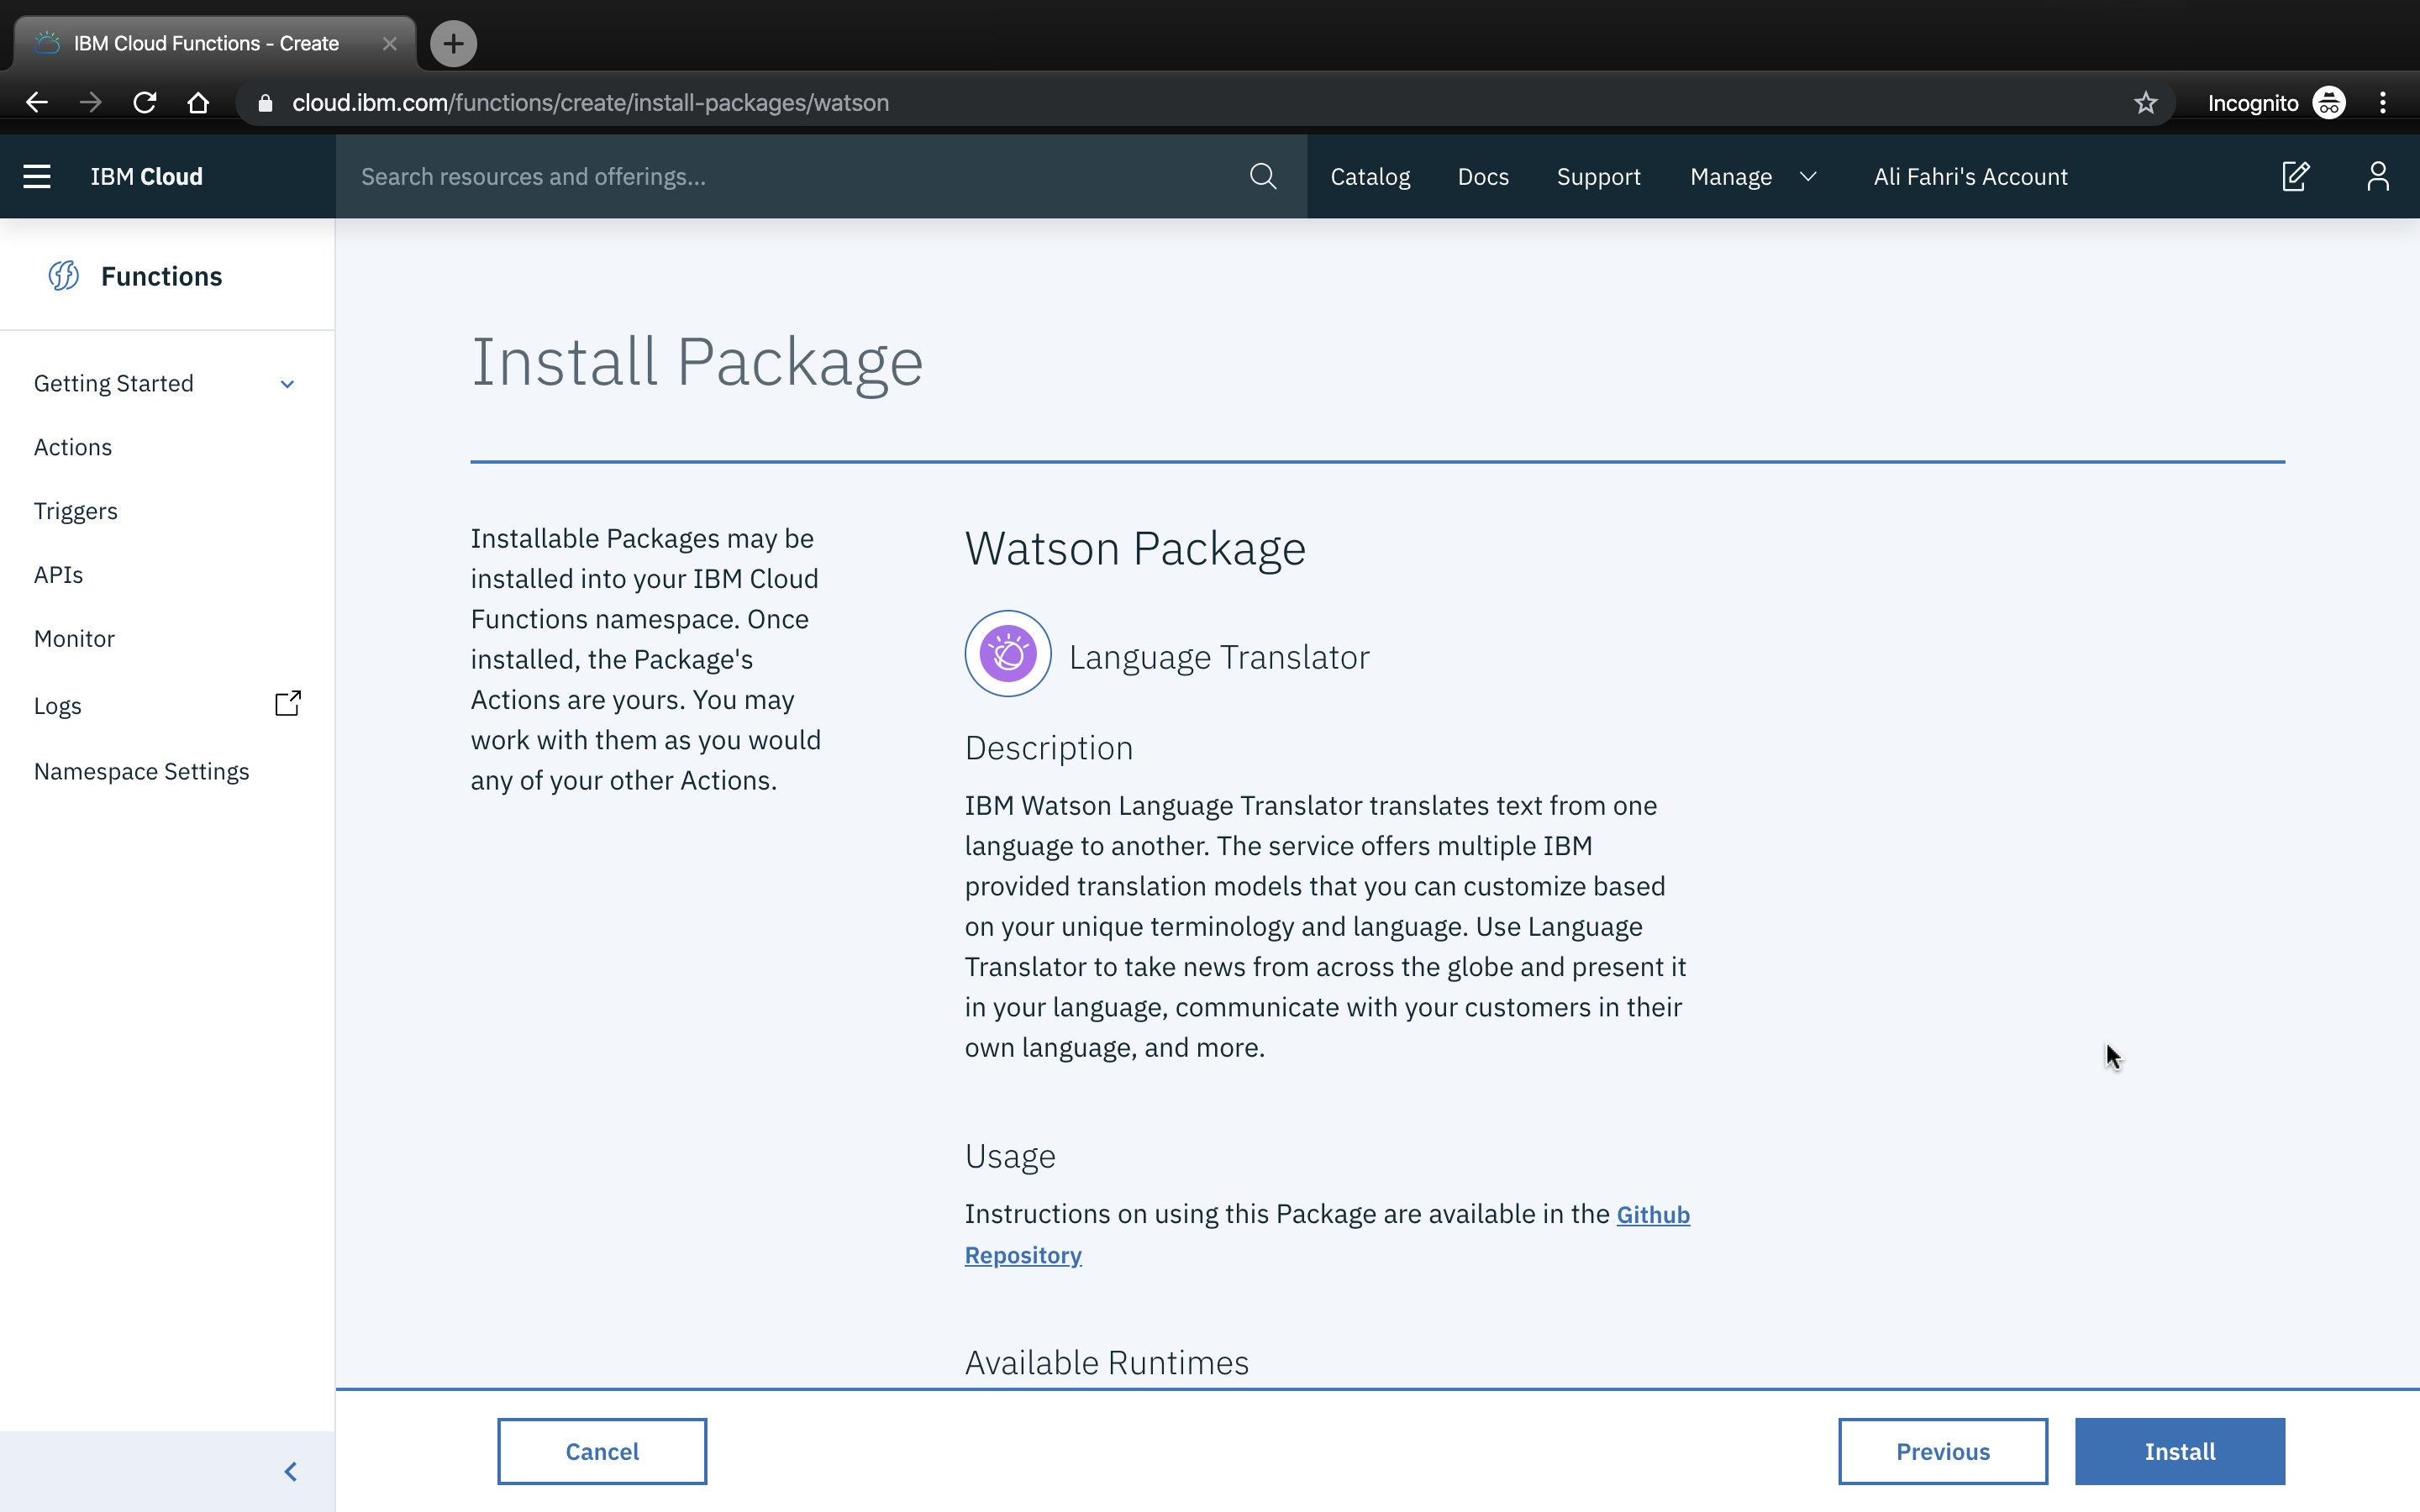 IBM Cloud Functions - Create
cloud.ibm.com/functions/create/install-packages/watson
Incognito
IBM Cloud
Search resources and offerings...
Catalog
Docs
Support
Manage
Ali Fahri's Account
Functions
Getting Started
Actions
Triggers
APIs
Monitor
Logs
Namespace Settings
Install Package
Installable Packages may be
installed into your IBM Cloud
Functions namespace. Once
installed, the Package's
Actions are yours. You may
work with them as you would
any of your other Actions.
Watson Package
Language Translator
Description
IBM Watson Language Translator translates text from one
language to another. The service offers multiple IBM
provided translation models that you can customize based
on your unique terminology and language. Use Language
Translator to take news from across the globe and present it
in your language, communicate with your customers in their
own language, and more.
Usage
Instructions on using this Package are available in the Github
Repository
Available Runtimes
Cancel
Previous
Install